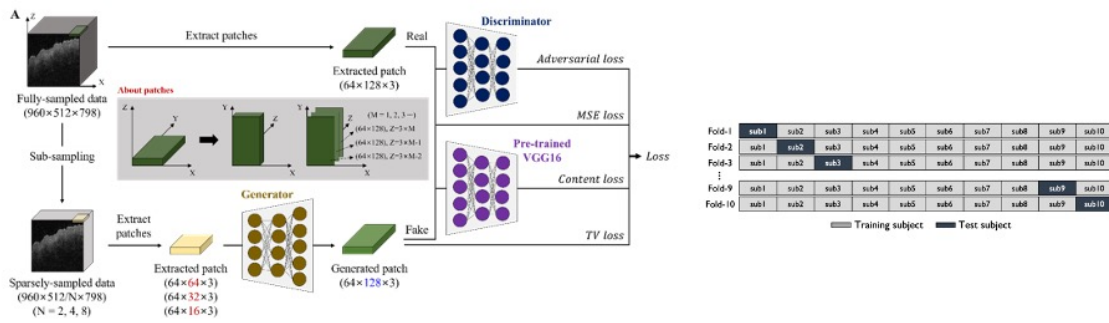 A
Z
Y
X
Fully-sampled data
(960×512×798)
Sub-sampling
Sparsely-sampled data
(960×512/N×798)
(N = 2, 4, 8)
Extract patches
Extracted patch
(64×128×3)
Real
About patches
Z
Y
X
Y
Z
X
Y
Z
X
(M = 1, 2, 3 ···)
(64×128), Z=3×M
(64×128), Z=3×M-1
(64×128), Z=3×M-2
Extract
patches
Extracted patch
(64×64×3)
(64×32×3)
(64×16×3)
Generator
Generated patch
(64×128×3)
Fake
Discriminator
Pre-trained
VGG16
Adversarial loss
MSE loss
Content loss
TV loss
Loss
Fold-1 sub1 sub2 sub3 sub4 sub5 sub6 sub7 sub8 sub9 sub10
Fold-2 sub1 sub2 sub3 sub4 sub5 sub6 sub7 sub8 sub9 sub10
Fold-3 sub1 sub2 sub3 sub4 sub5 sub6 sub7 sub8 sub9 sub10
⋮
Fold-9 sub1 sub2 sub3 sub4 sub5 sub6 sub7 sub8 sub9 sub10
Fold-10 sub1 sub2 sub3 sub4 sub5 sub6 sub7 sub8 sub9 sub10
Training subject Test subject